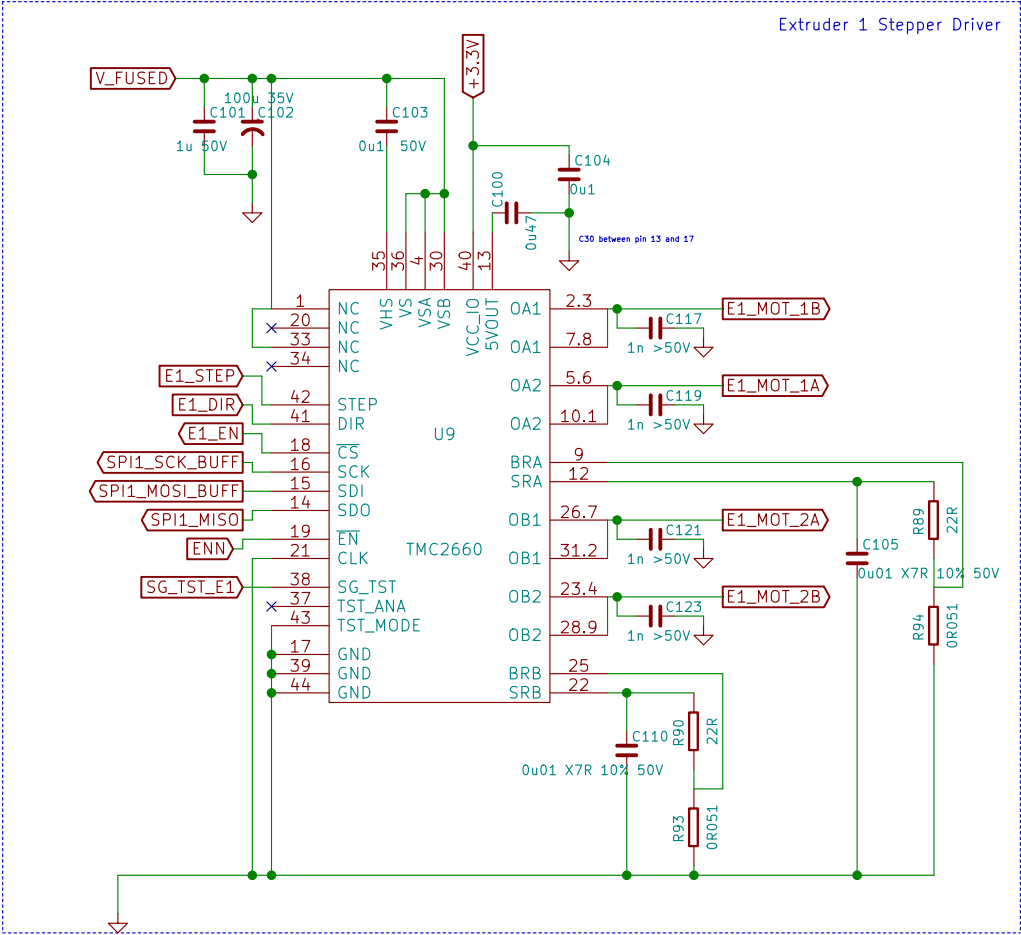 Extruder 1 Stepper Driver
V_FUSED
+3.3V
100u 35V
C101
C102
1u 50V
C103
0u1 50V
C104
0u1
C100
0u47
C30 between pin 13 and 17
35
36
4
30
40
13
VHS
VS
VSA
VSB
VCC_IO
5VOUT
1 NC
20 NC
33 NC
34 NC
E1_STEP
42 STEP
E1_DIR
41 DIR
E1_EN
18 CS
SPI1_SCK_BUFF
16 SCK
SPI1_MOSI_BUFF
15 SDI
SPI1_MISO
14 SDO
ENN
19 EN
21 CLK
SG_TST_E1
38 SG_TST
37 TST_ANA
43 TST_MODE
17 GND
39 GND
44 GND
U9
TMC2660
OA1 2.3
E1_MOT_1B
C117
1n >50V
OA1 7.8
OA2 5.6
E1_MOT_1A
C119
1n >50V
OA2 10.1
BRA 9
SRA 12
OB1 26.7
E1_MOT_2A
C121
1n >50V
OB1 31.2
OB2 23.4
E1_MOT_2B
C123
1n >50V
OB2 28.9
BRB 25
SRB 22
C105
0u01 X7R 10% 50V
R89
22R
R94
0R051
C110
0u01 X7R 10% 50V
R90
22R
R93
0R051